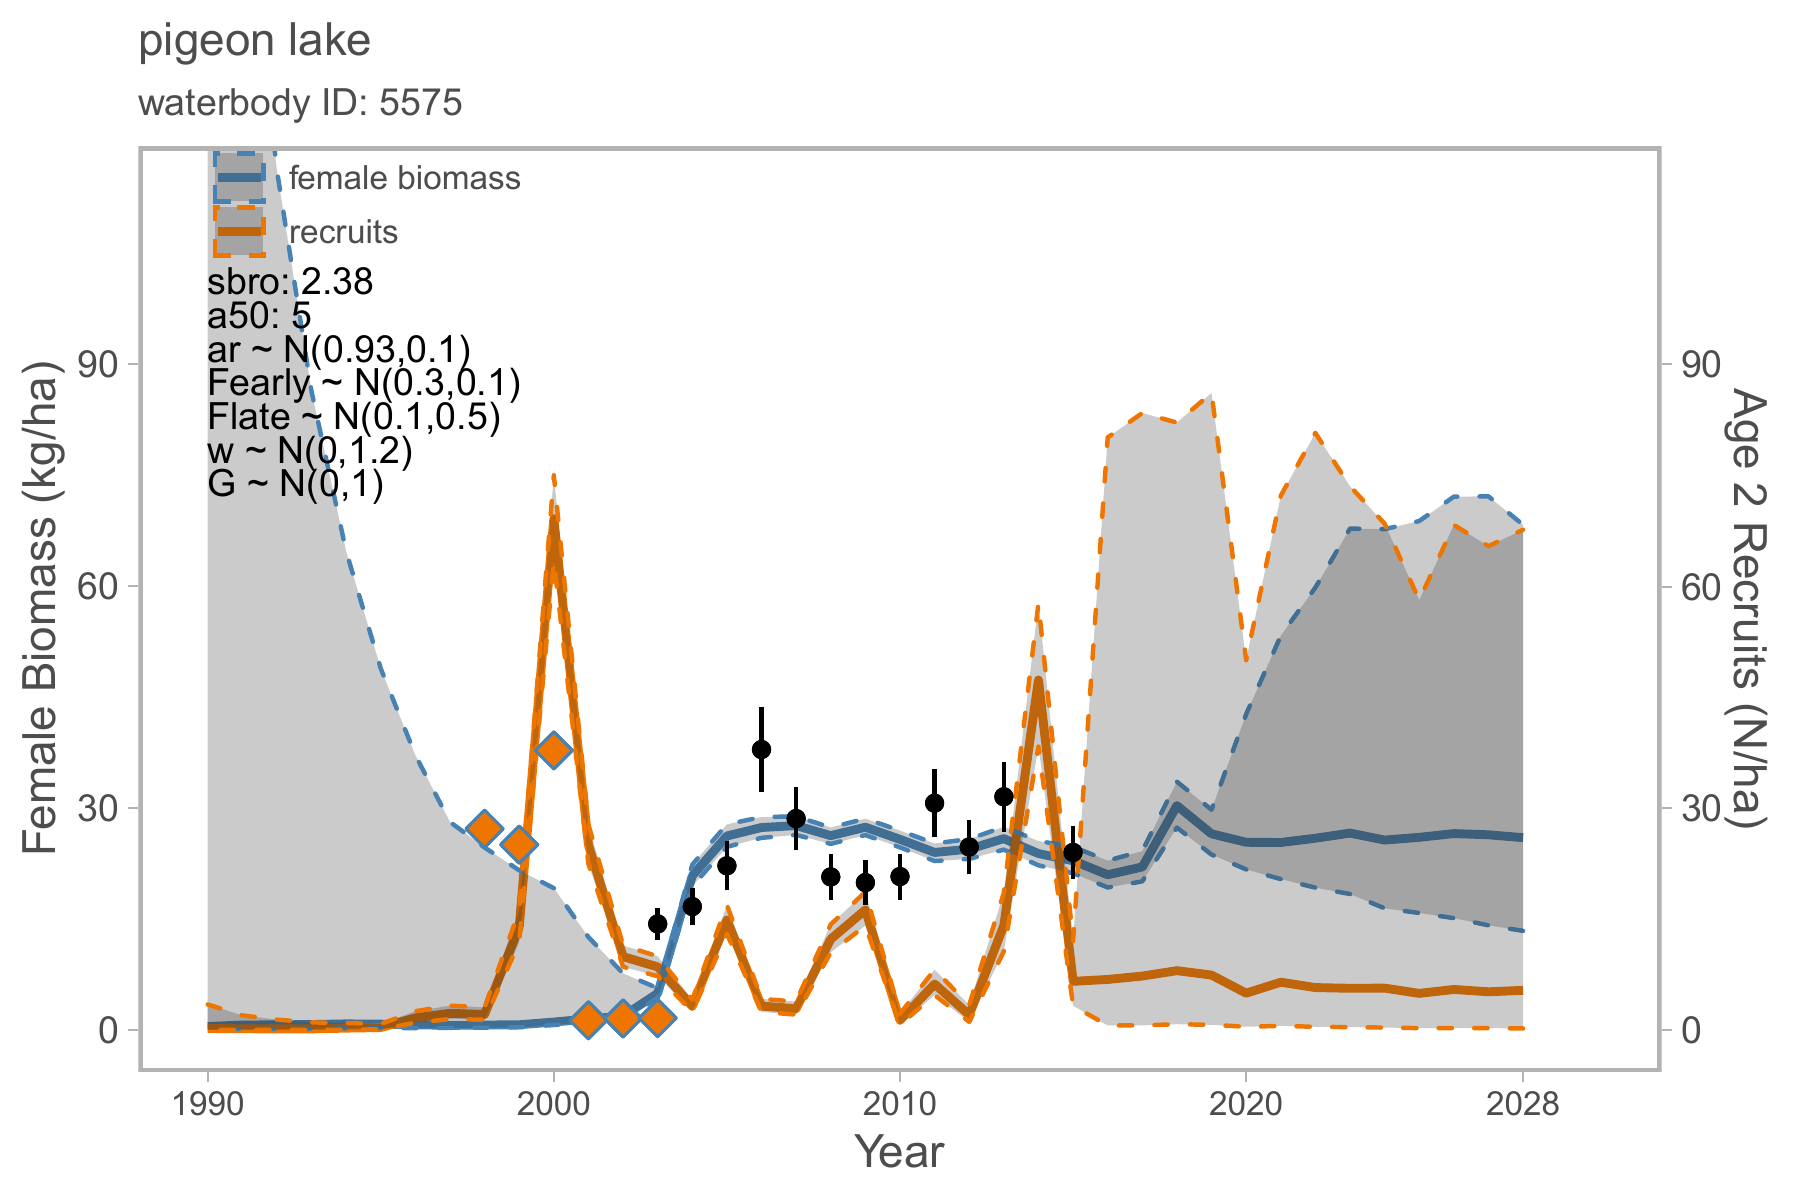 pigeon lake
waterbody ID: 5575
female biomass
recruits
sbro: 2.38
a50: 5
ar ~ N(0.93,0.1)
Fearly ~ N(0.3,0.1)
Flate ~ N(0.1,0.5)
w ~ N(0,1.2)
G ~ N(0,1)
Female Biomass (kg/ha)
90
60
30
0
90
60
30
0
Age 2 Recruits (N/ha)
1990
2000
2010
2020
2028
Year